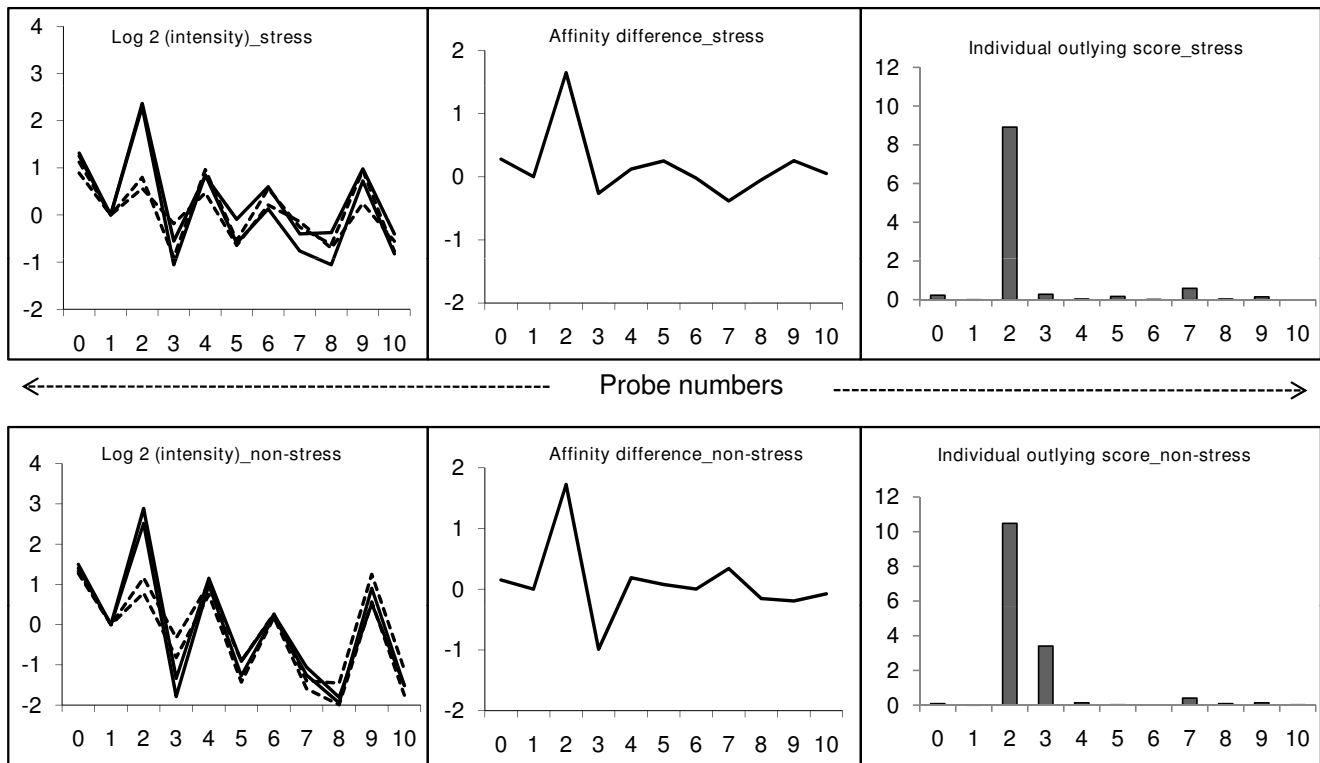 Log 2 (intensity)_stress
4
3
2
1
0
-1
-2
0 1 2 3 4 5 6 7 8 9 10
Affinity difference_stress
2
1
0
-1
-2
0 1 2 3 4 5 6 7 8 9 10
Individual outlying score_stress
12
10
8
6
4
2
0
0 1 2 3 4 5 6 7 8 9 10
Probe numbers
Log 2 (intensity)_non-stress
4
3
2
1
0
-1
-2
0 1 2 3 4 5 6 7 8 9 10
Affinity difference_non-stress
2
1
0
-1
-2
0 1 2 3 4 5 6 7 8 9 10
Individual outlying score_non-stress
12
10
8
6
4
2
0
0 1 2 3 4 5 6 7 8 9 10